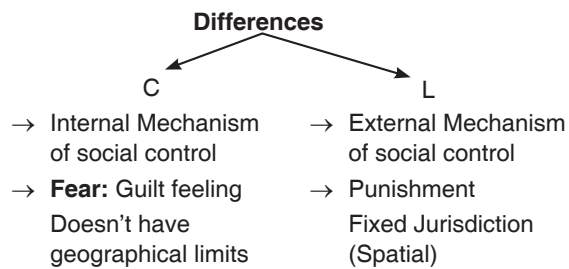 Differences
C
→ Internal Mechanism
of social control
→ Fear: Guilt feeling
Doesn't have
geographical limits
L
→ External Mechanism
of social control
→ Punishment
Fixed Jurisdiction
(Spatial)